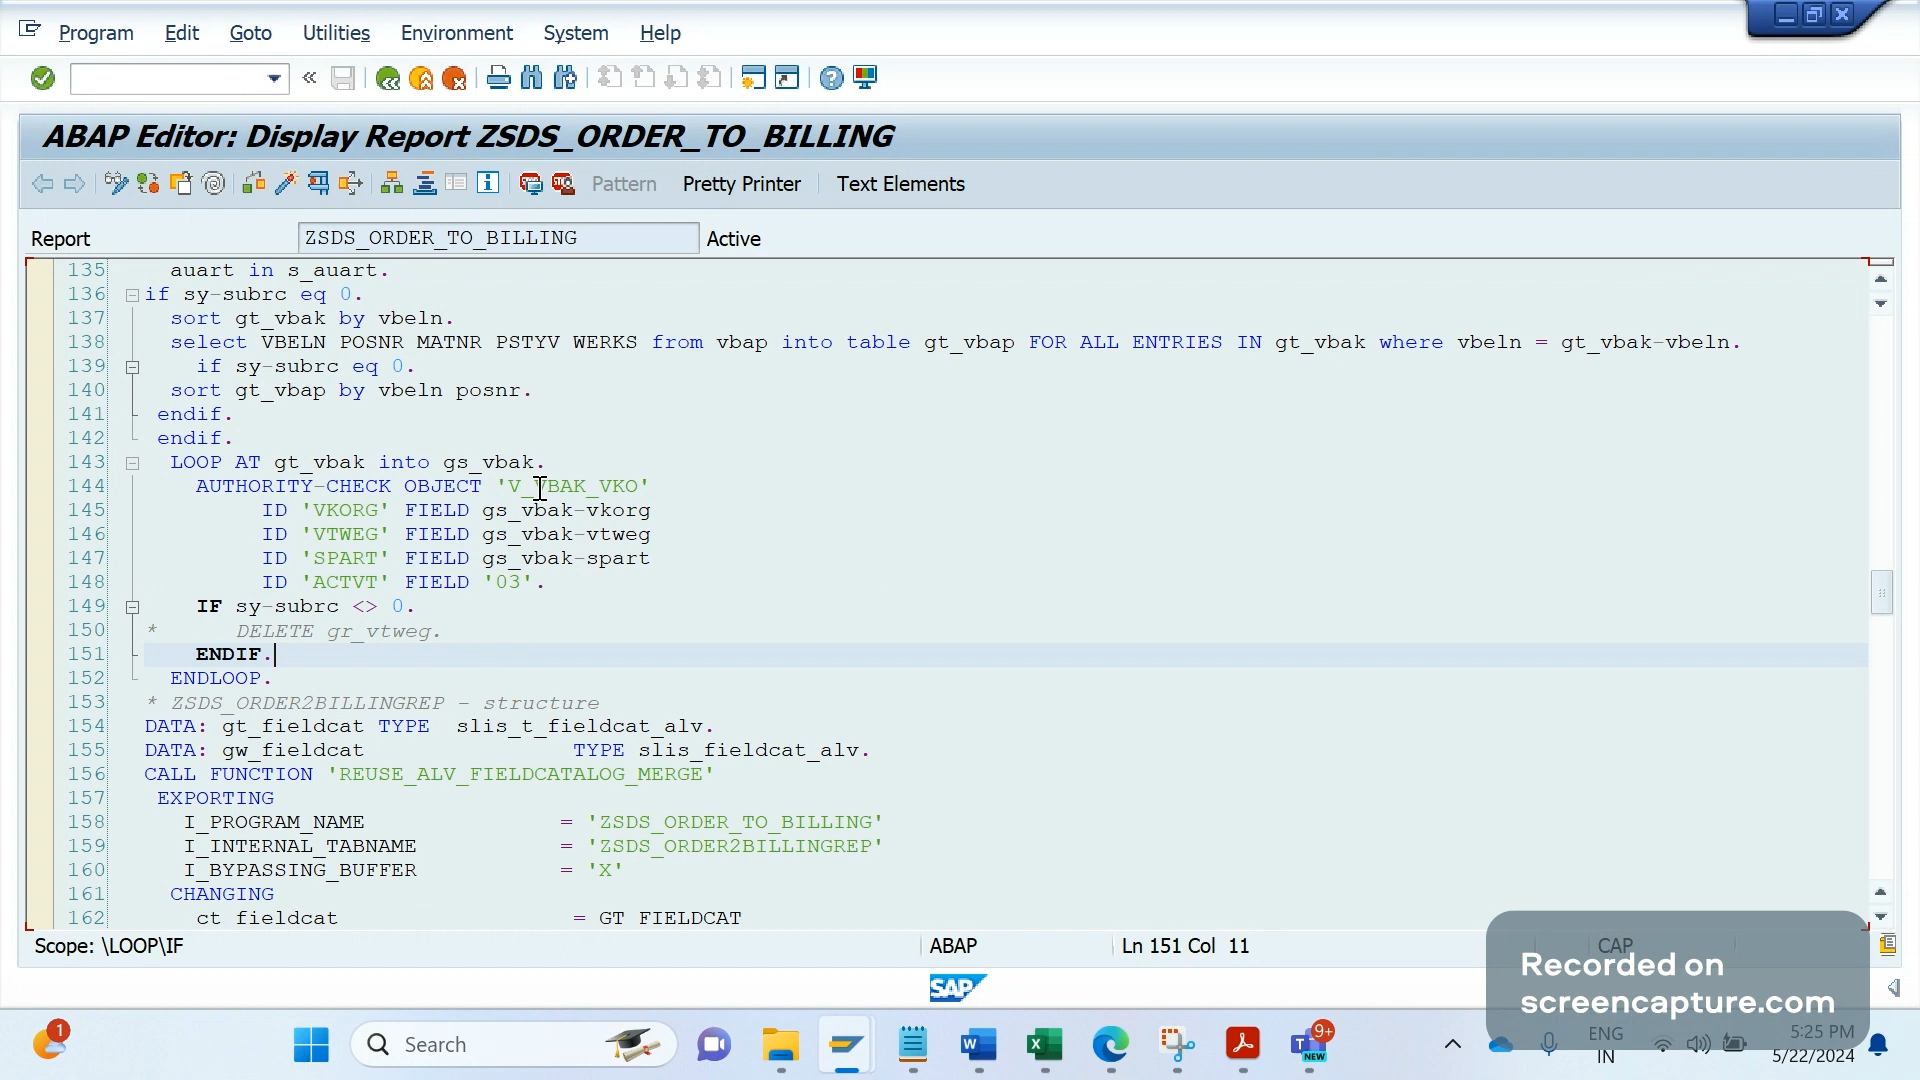 Program Edit Goto Utilities Environment System Help
ABAP Editor: Display Report ZSDS_ORDER_TO_BILLING
Pattern Pretty Printer Text Elements
Report ZSDS_ORDER_TO_BILLING Active
135 auart in s_auart.
136 if sy-subrc eq 0.
137 sort gt_vbak by vbeln.
138 select VBELN POSNR MATNR PSTYV WERKS from vbap into table gt_vbap FOR ALL ENTRIES IN gt_vbak where vbeln = gt_vbak-vbeln.
139 if sy-subrc eq 0.
140 sort gt_vbap by vbeln posnr.
141 endif.
142 endif.
143 LOOP AT gt_vbak into gs_vbak.
144 AUTHORITY-CHECK OBJECT 'V_VBAK_VKO'
145 ID 'VKORG' FIELD gs_vbak-vkorg
146 ID 'VTWEG' FIELD gs_vbak-vtweg
147 ID 'SPART' FIELD gs_vbak-spart
148 ID 'ACTVT' FIELD '03'.
149 IF sy-subrc <> 0.
150 * DELETE gr_vtweg.
151 ENDIF.
152 ENDLOOP.
153 * ZSDS_ORDER2BILLINGREP - structure
154 DATA: gt_fieldcat TYPE slis_t_fieldcat_alv.
155 DATA: gw_fieldcat TYPE slis_fieldcat_alv.
156 CALL FUNCTION 'REUSE_ALV_FIELDCATALOG_MERGE'
157 EXPORTING
158 I_PROGRAM_NAME = 'ZSDS_ORDER_TO_BILLING'
159 I_INTERNAL_TABNAME = 'ZSDS_ORDER2BILLINGREP'
160 I_BYPASSING_BUFFER = 'X'
161 CHANGING
162 ct_fieldcat = GT_FIELDCAT
Scope: \LOOP\IF ABAP Ln 151 Col 11 CAP
SAP
Recorded on
screencapture.com
1 Search 9+ NEW ENG 5:25 PM
IN 5/22/2024